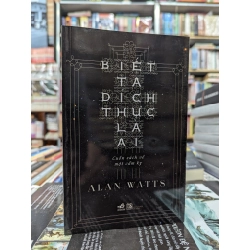 BIẾT
TA
ĐÍCH
THỰC
LÀ
AI
Cuốn sách về
một cấm kỵ
ALAN WATTS